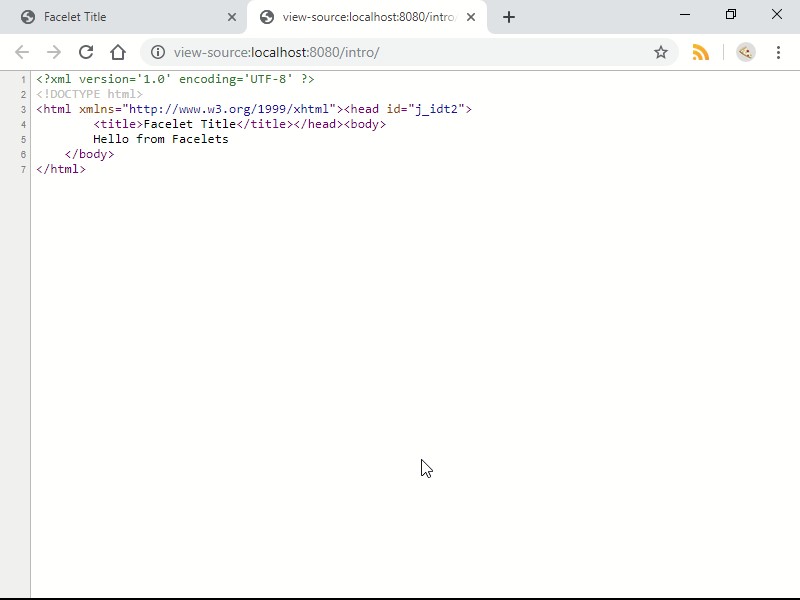 Facelet Title
view-source:localhost:8080/intro
view-source:localhost:8080/intro/
1 <?xml version='1.0' encoding='UTF-8' ?>
2 <!DOCTYPE html>
3 <html xmlns="http://www.w3.org/1999/xhtml"><head id="j_idt2">
4 <title>Facelet Title</title></head><body>
5 Hello from Facelets
6 </body>
7 </html>